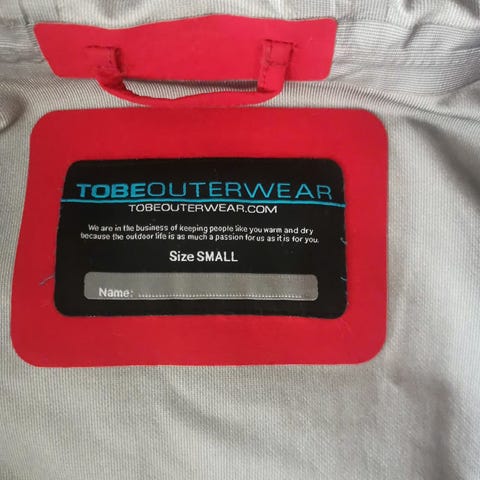 TOBEOUTERWEAR
TOBEOUTERWEAR.COM
We are in the business of keeping people like you warm and dry
because the outdoor life is as much a passion for us as it is for you.
Size SMALL
Name: ................................................